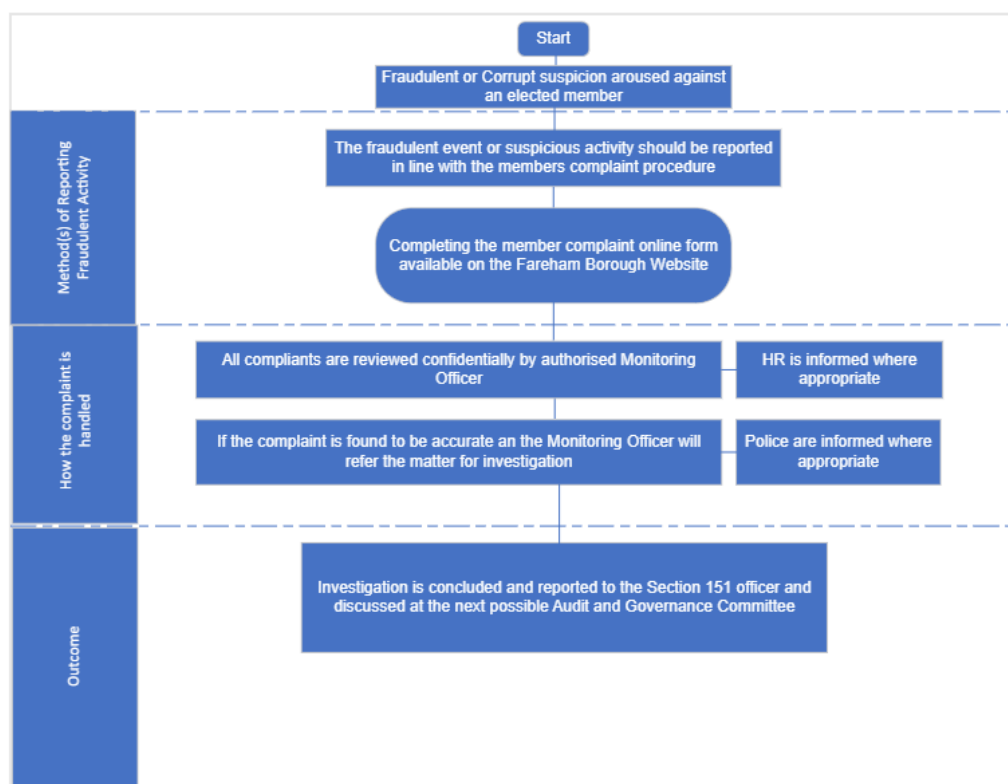 Start
Fraudulent or Corrupt suspicion aroused against
an elected member
Method(s) of Reporting
Fraudulent Activity
The fraudulent event or suspicious activity should be reported
in line with the members complaint procedure
Completing the member complaint online form
available on the Fareham Borough Website
How the complaint is
handled
All compliants are reviewed confidentially by authorised Monitoring
Officer
HR is informed where
appropriate
If the complaint is found to be accurate an the Monitoring Officer will
refer the matter for investigation
Police are informed where
appropriate
Outcome
Investigation is concluded and reported to the Section 151 officer and
discussed at the next possible Audit and Governance Committee